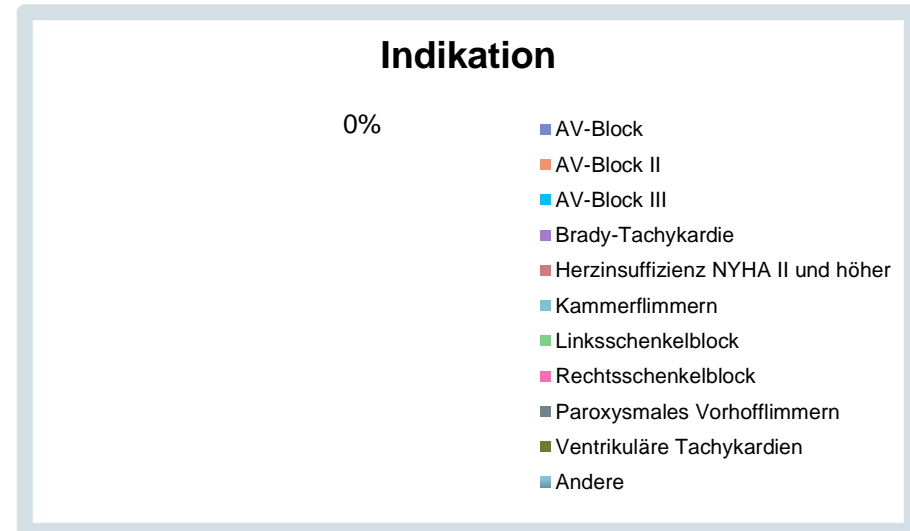 Indikation
0%
AV-Block
AV-Block II
AV-Block III
Brady-Tachykardie
Herzinsuffizienz NYHA II und höher
Kammerflimmern
Linksschenkelblock
Rechtsschenkelblock
Paroxysmales Vorhofflimmern
Ventrikuläre Tachykardien
Andere